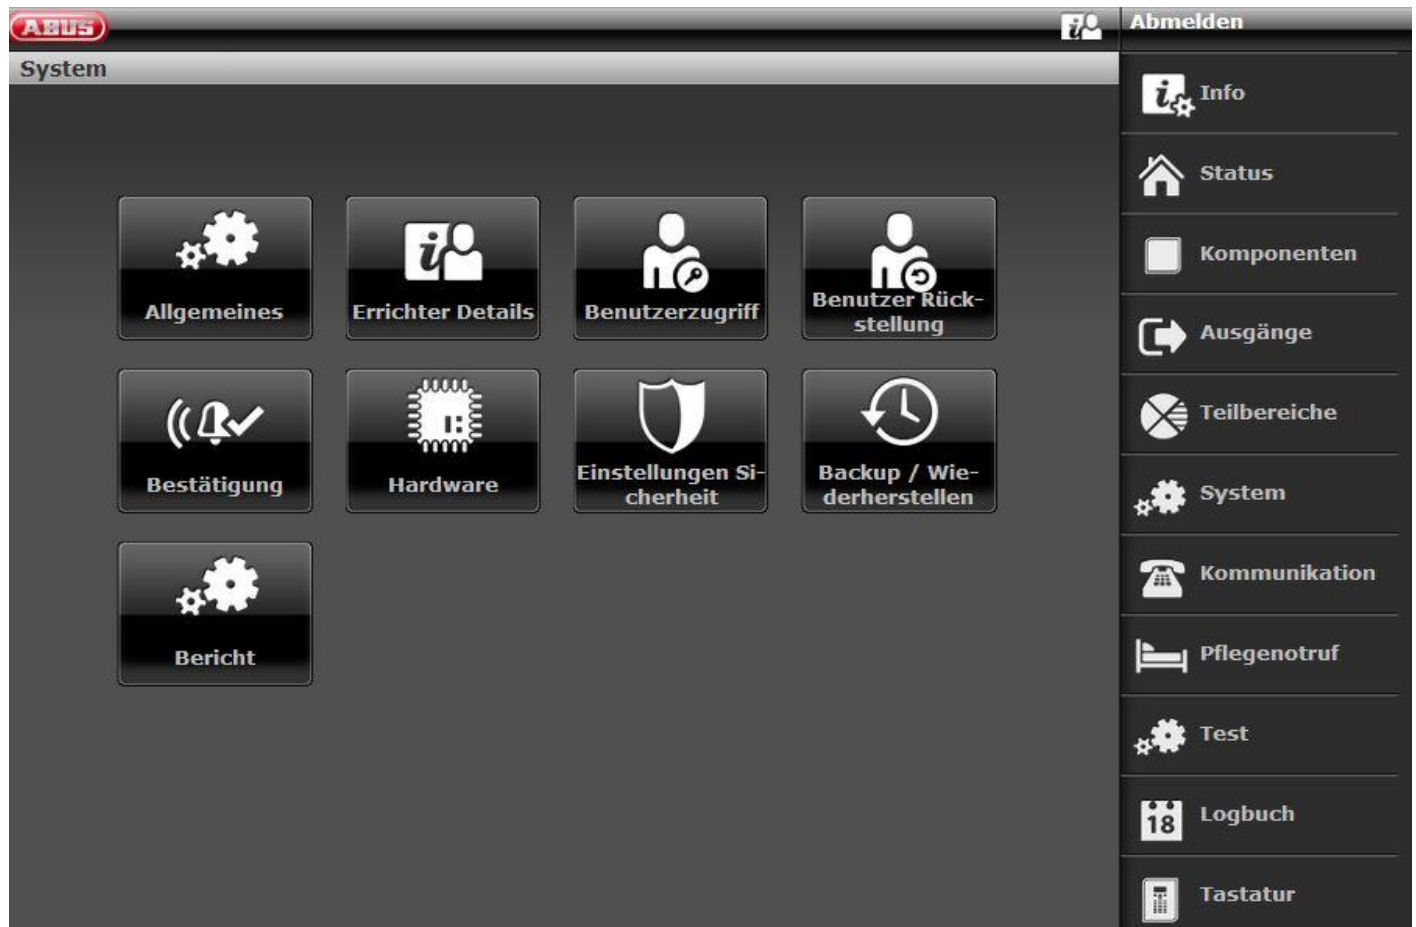 ABUS
Abmelden
System
Info
Status
Komponenten
Ausgänge
Teilbereiche
System
Kommunikation
Pflegenotruf
Test
18
Logbuch
Tastatur
Allgemeines
Errichter Details
Benutzerzugriff
Benutzer Rück-
stellung
Bestätigung
Hardware
Einstellungen Si-
cherheit
Backup / Wie-
derherstellen
Bericht